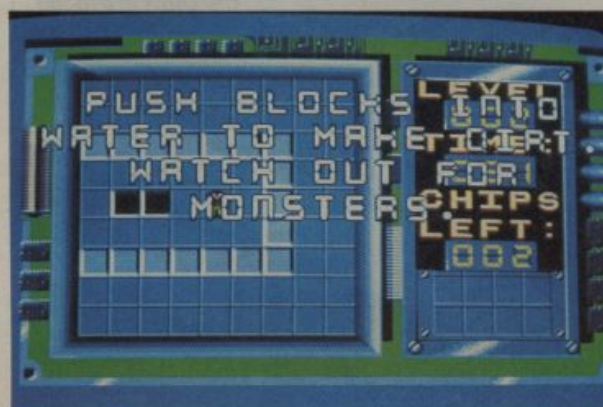 PUSH BLOCKS INTO
WATER TO MAKE DIRT.
WATCH OUT FOR
MONSTERS.
LEVEL
TIME:
CHIPS
LEFT:
002